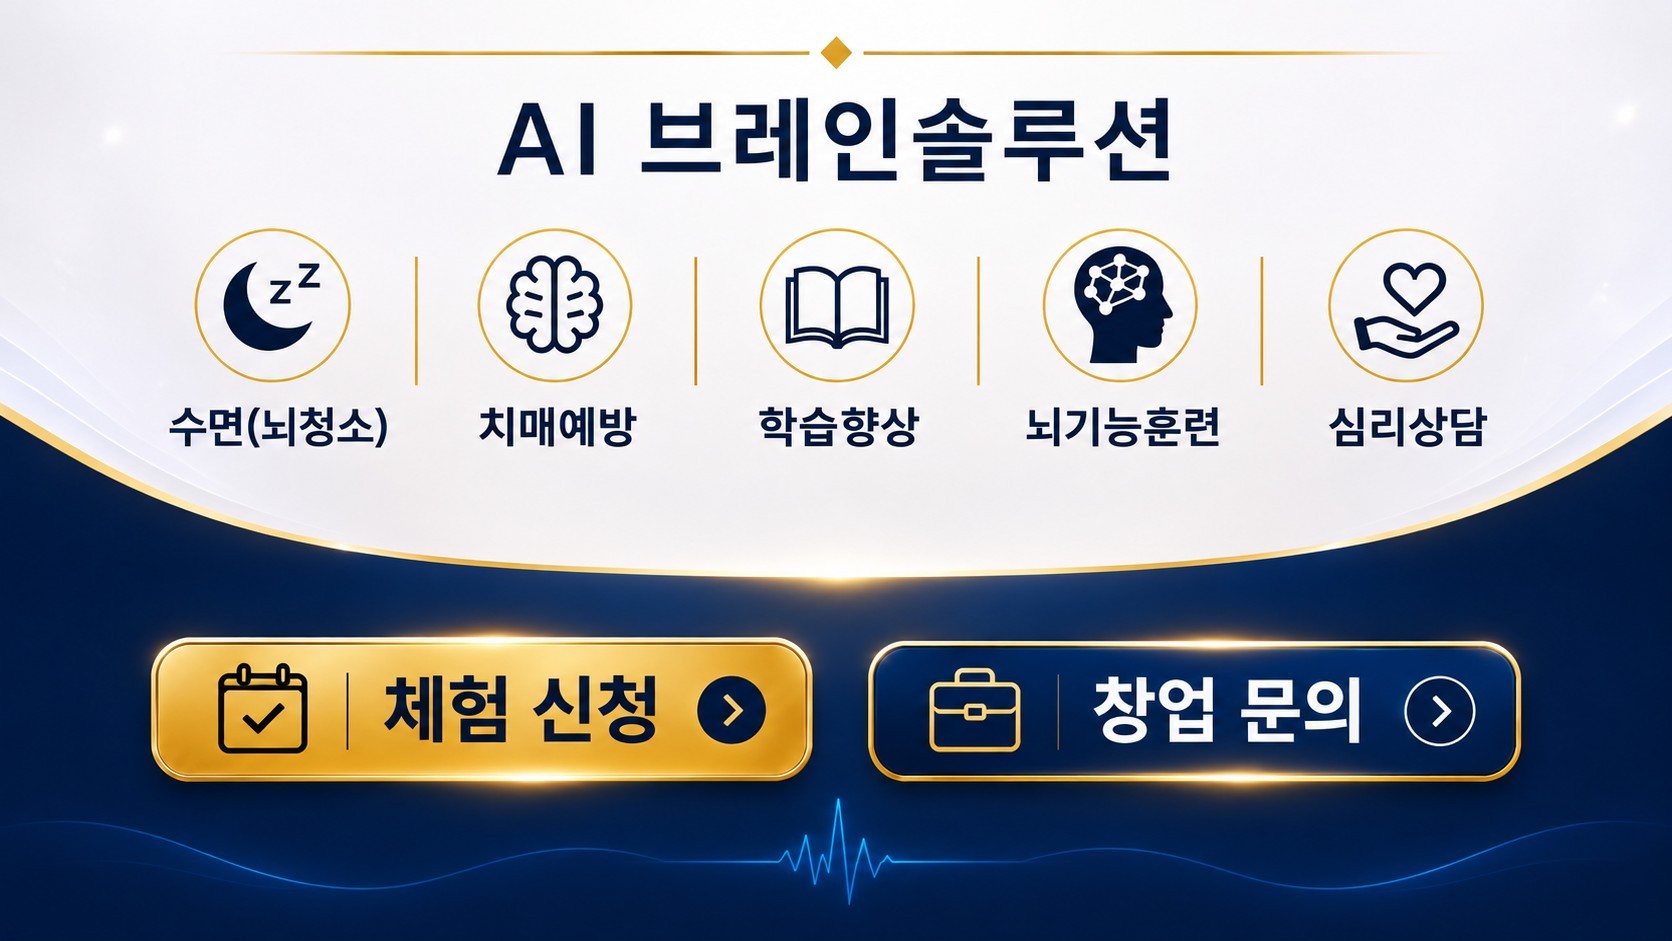 AI 브레인솔루션
수면(뇌청소)
치매예방
학습향상
뇌기능훈련
심리상담
체험 신청
창업 문의